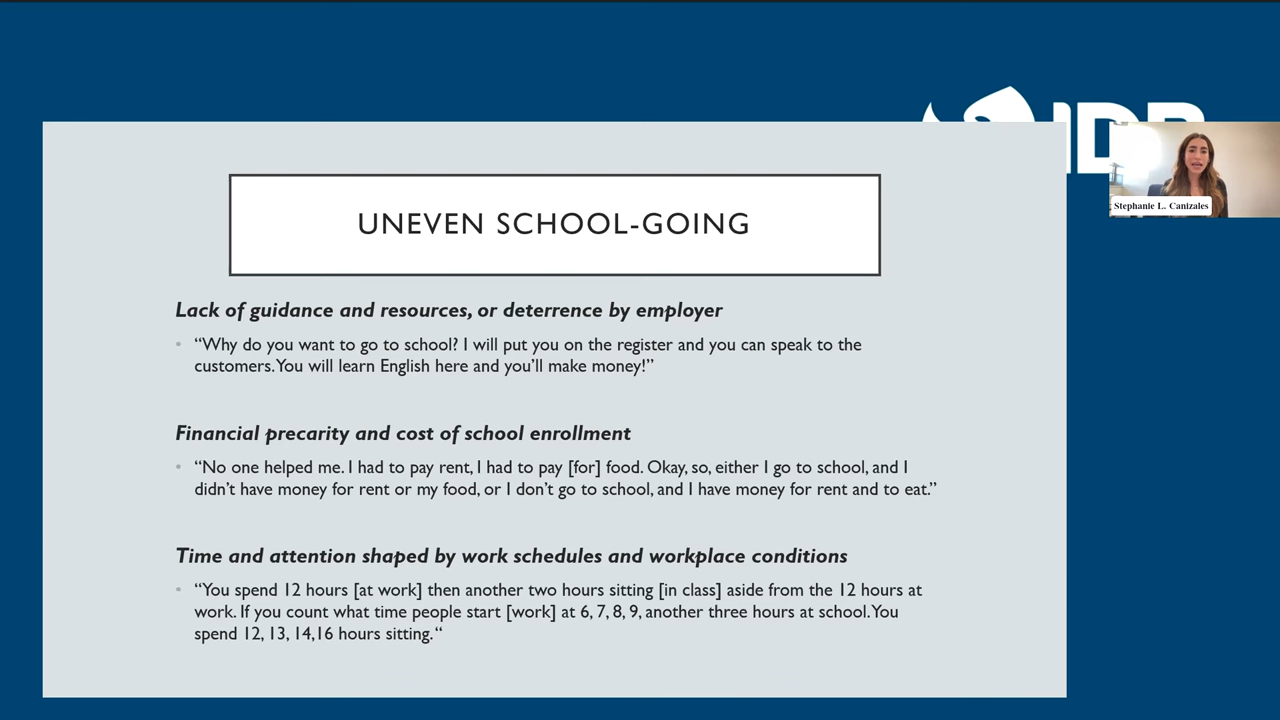 IDB
UNEVEN SCHOOL-GOING
Stephanie L. Canizales
Lack of guidance and resources, or deterrence by employer
• “Why do you want to go to school? I will put you on the register and you can speak to the
customers. You will learn English here and you’ll make money!”
Financial precarity and cost of school enrollment
• “No one helped me. I had to pay rent, I had to pay [for] food. Okay, so, either I go to school, and I
didn’t have money for rent or my food, or I don’t go to school, and I have money for rent and to eat.”
Time and attention shaped by work schedules and workplace conditions
• “You spend 12 hours [at work] then another two hours sitting [in class] aside from the 12 hours at
work. If you count what time people start [work] at 6, 7, 8, 9, another three hours at school. You
spend 12, 13, 14,16 hours sitting.“